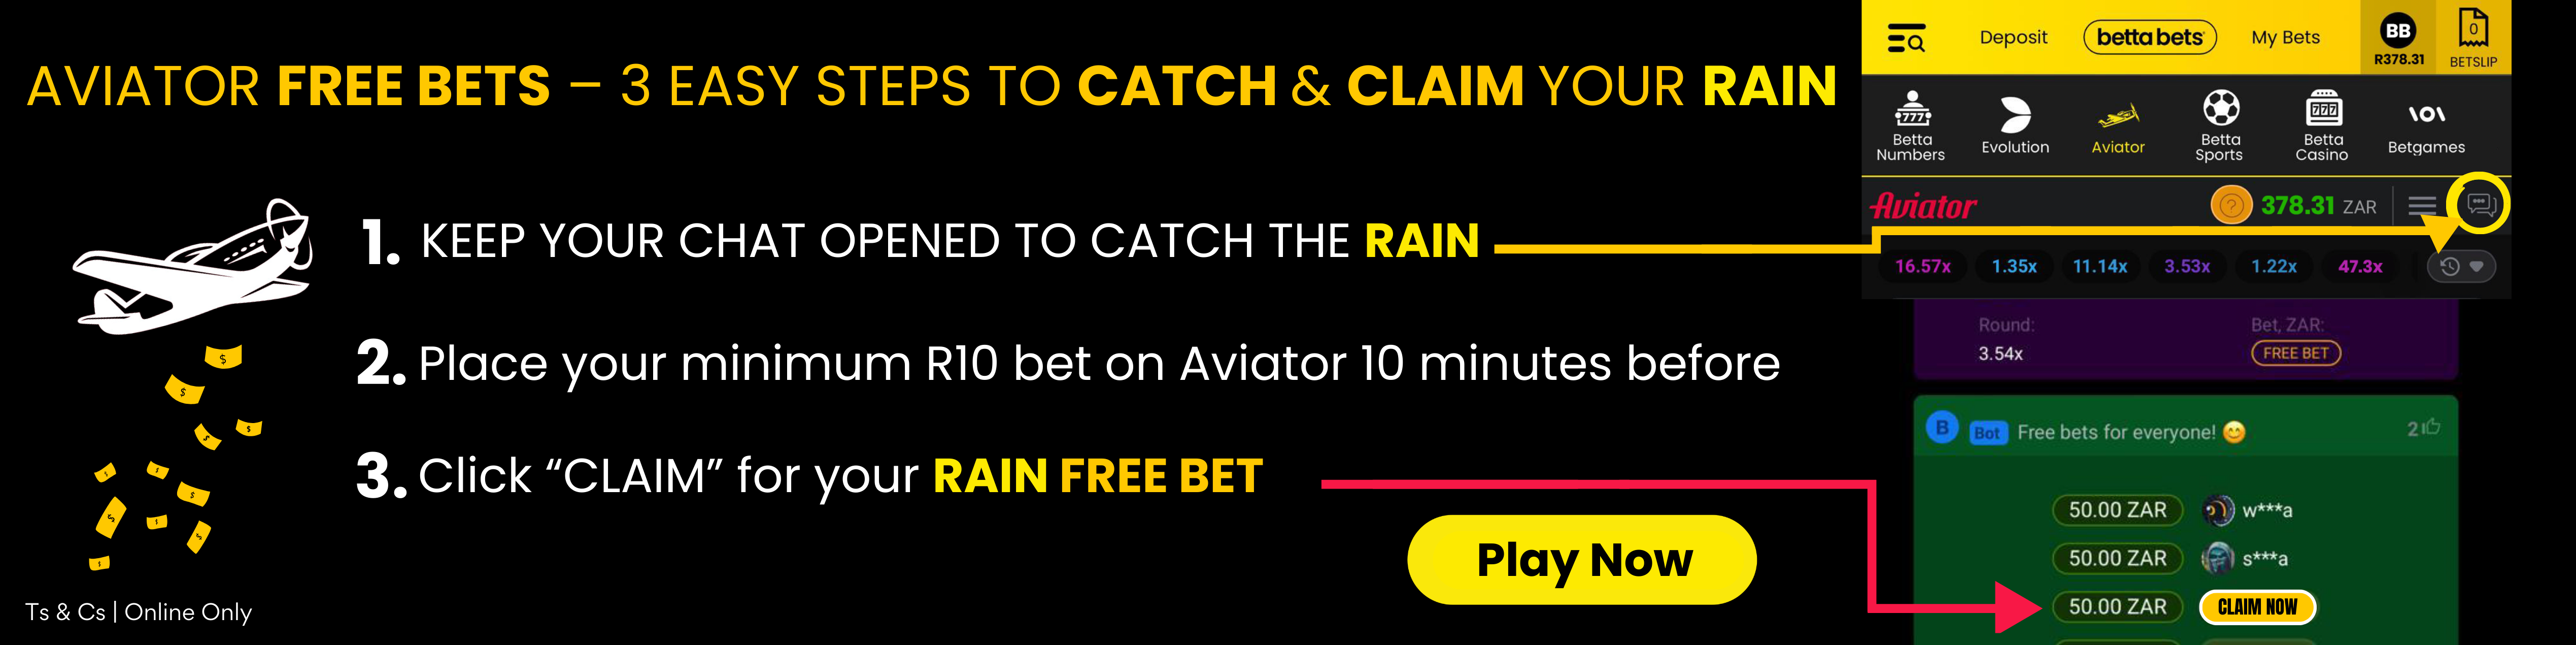 AVIATOR FREE BETS – 3 EASY STEPS TO CATCH & CLAIM YOUR RAIN
1. KEEP YOUR CHAT OPENED TO CATCH THE RAIN
2. Place your minimum R10 bet on Aviator 10 minutes before
3. Click “CLAIM” for your RAIN FREE BET
Play Now
Ts & Cs | Online Only
Deposit betta bets My Bets BB R378.31 0 BETSLIP
777 Betta Numbers
Evolution
Aviator
Betta Sports
777 Betta Casino
Betgames
Aviator 378.31 ZAR
16.57x 1.35x 11.14x 3.53x 1.22x 47.3x
Round: Bet, ZAR:
3.54x FREE BET
B Bot Free bets for everyone! 😊 2
50.00 ZAR w***a
50.00 ZAR s***a
50.00 ZAR CLAIM NOW